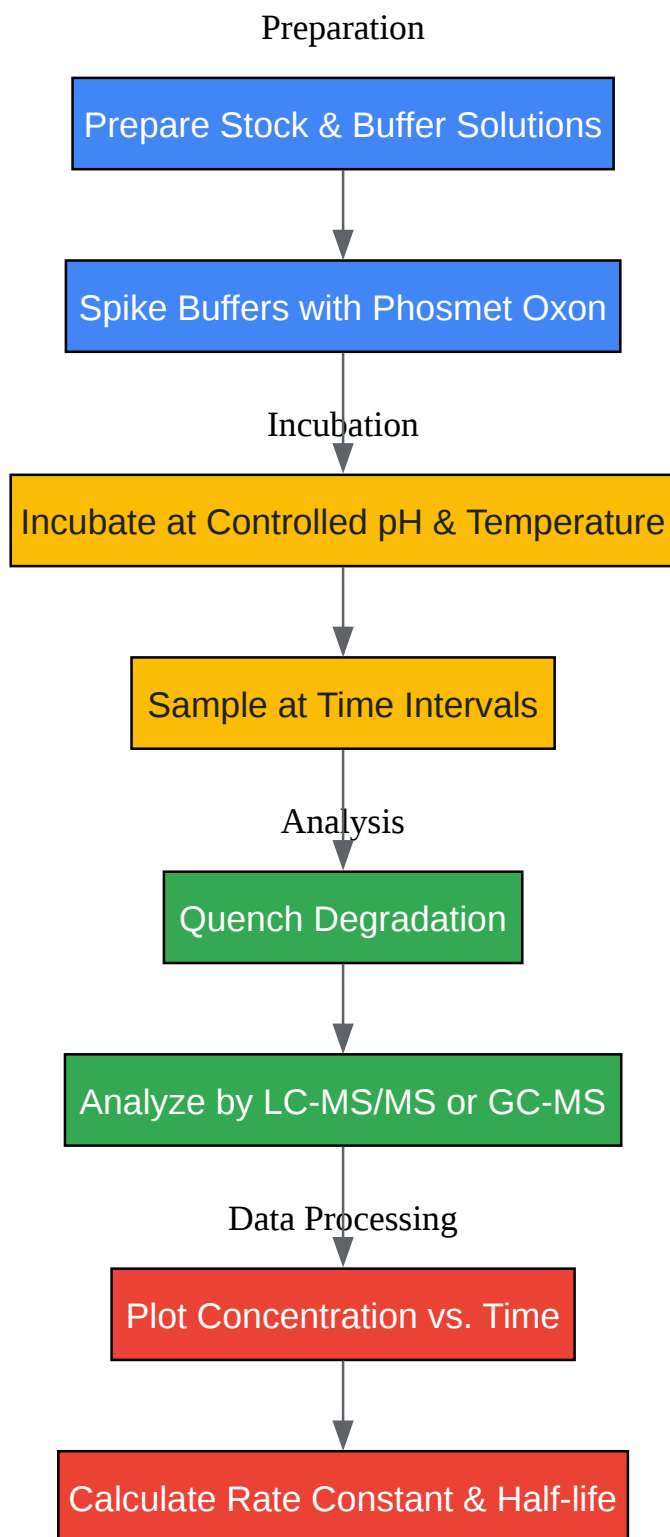 Preparation
Prepare Stock & Buffer Solutions
Spike Buffers with Phosmet Oxon
Incubation
Incubate at Controlled pH & Temperature
Sample at Time Intervals
Analysis
Quench Degradation
Analyze by LC-MS/MS or GC-MS
Data Processing
Plot Concentration vs. Time
Calculate Rate Constant & Half-life